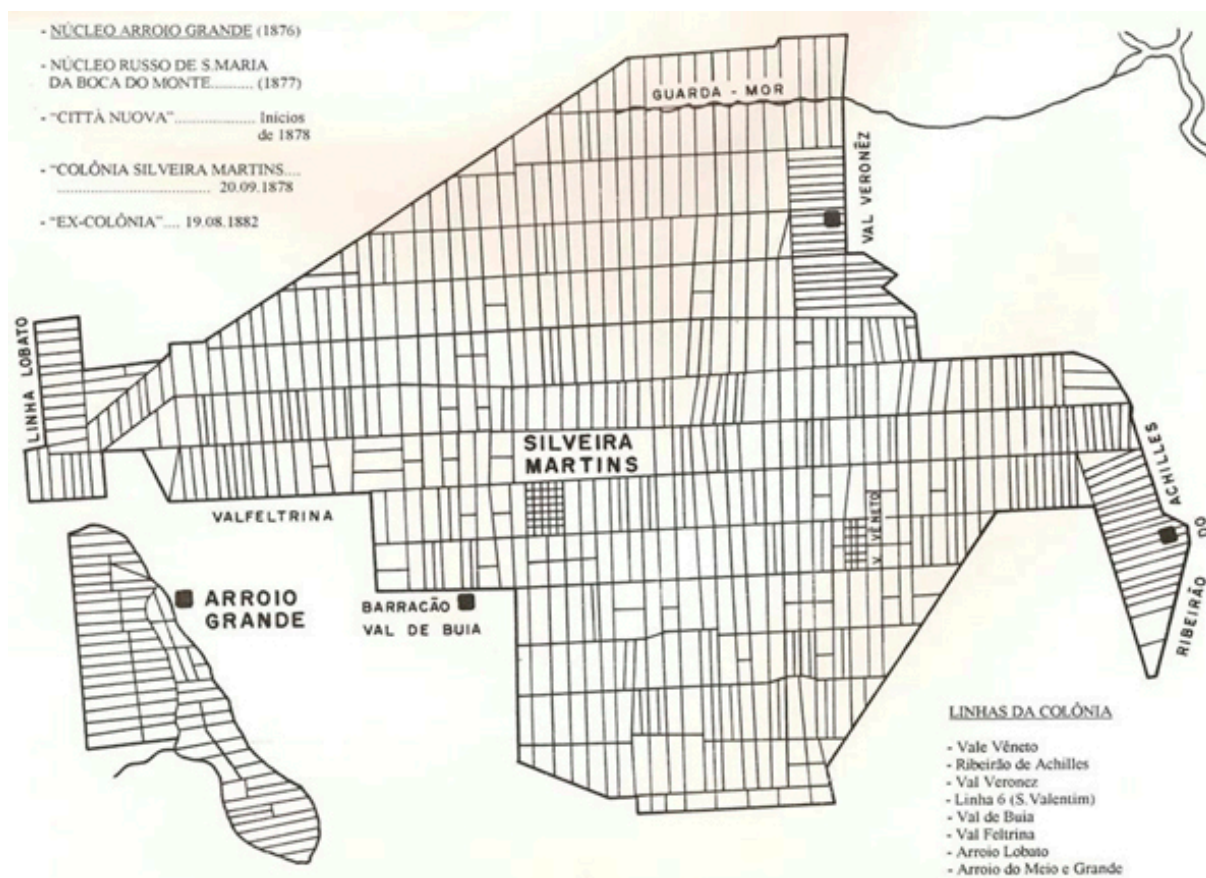 - NÚCLEO ARROIO GRANDE (1876)
- NÚCLEO RUSSO DE S.MARIA
DA BOCA DO MONTE........... (1877)
- "CITTÀ NUOVA"..................... Inicios
de 1878
- "COLÔNIA SILVEIRA MARTINS....
........................................ 20.09.1878
- "EX-COLÔNIA".... 19.08.1882
GUARDA - MOR
VAL VERONÊZ
LINHA LOBATO
SILVEIRA
MARTINS
VALFELTRINA
V. VÊNETO
RIBEIRÃO DO ACHILLES
ARROIO
GRANDE
BARRACÃO
VAL DE BUIA
LINHAS DA COLÔNIA
- Vale Vêneto
- Ribeirão de Achilles
- Val Veronez
- Linha 6 (S.Valentim)
- Val de Buia
- Val Feltrina
- Arroio Lobato
- Arroio do Meio e Grande